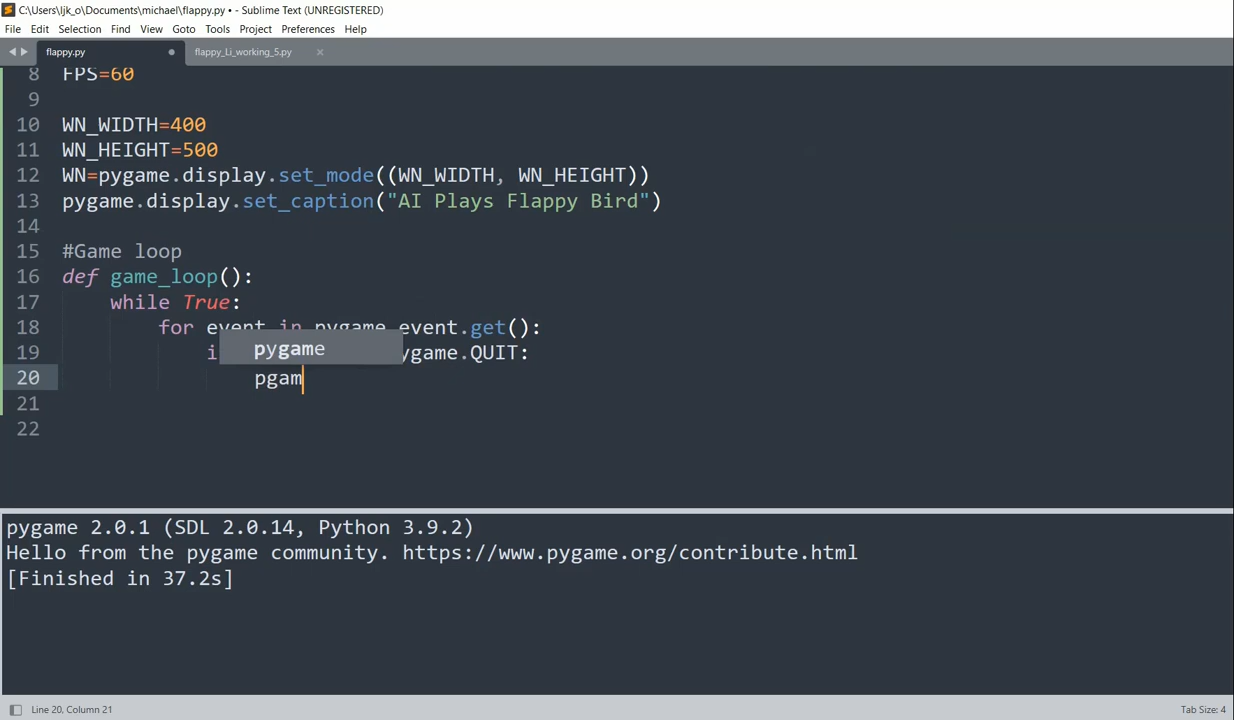 C:\Users\ljk_o\Documents\michael\flappy.py • - Sublime Text (UNREGISTERED)
File Edit Selection Find View Goto Tools Project Preferences Help
flappy.py flappy_Li_working_5.py
8 FPS=60
9
10 WN_WIDTH=400
11 WN_HEIGHT=500
12 WN=pygame.display.set_mode((WN_WIDTH, WN_HEIGHT))
13 pygame.display.set_caption("AI Plays Flappy Bird")
14
15 #Game loop
16 def game_loop():
17 while True:
18 for event in pygame.event.get():
pygame
19 i ygame.QUIT:
20 pgam
21
22
pygame 2.0.1 (SDL 2.0.14, Python 3.9.2)
Hello from the pygame community. https://www.pygame.org/contribute.html
[Finished in 37.2s]
Line 20, Column 21 Tab Size: 4